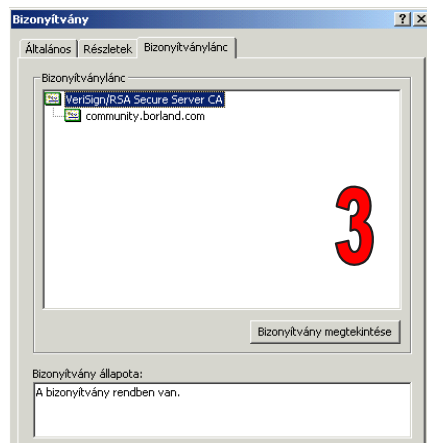 Bizonyítvány
Általános Részletek Bizonyítványlánc
Bizonyítványlánc
VeriSign/RSA Secure Server CA
community.borland.com
3
Bizonyítvány megtekintése
Bizonyítvány állapota:
A bizonyítvány rendben van.